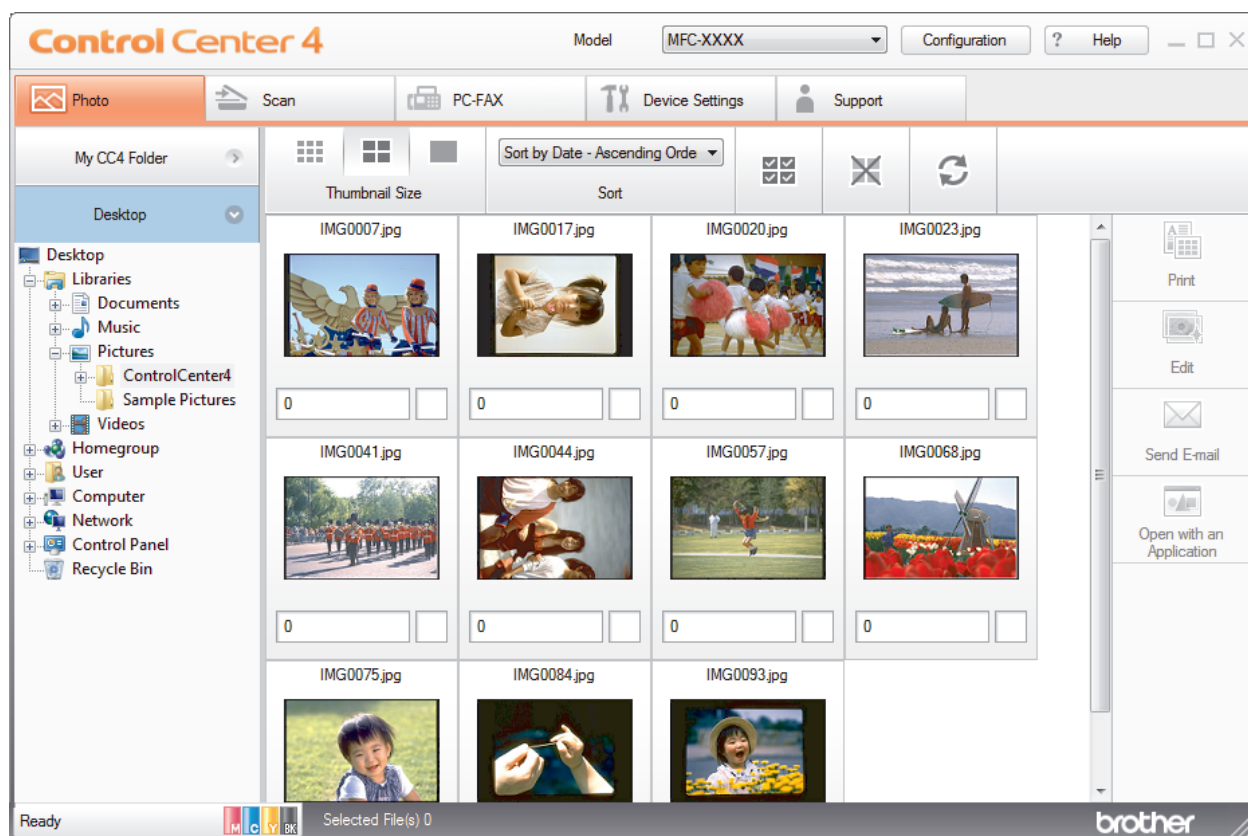 Control Center 4
Model
MFC-XXXX
Configuration
? Help
Photo
Scan
PC-FAX
Device Settings
Support
My CC4 Folder
Desktop
Thumbnail Size
Sort by Date - Ascending Orde
Sort
Desktop
Libraries
Documents
Music
Pictures
ControlCenter4
Sample Pictures
Videos
Homegroup
User
Computer
Network
Control Panel
Recycle Bin
IMG0007.jpg
IMG0017.jpg
IMG0020.jpg
IMG0023.jpg
0
0
0
0
IMG0041.jpg
IMG0044.jpg
IMG0057.jpg
IMG0068.jpg
0
0
0
0
IMG0075.jpg
IMG0084.jpg
IMG0093.jpg
Print
Edit
Send E-mail
Open with an
Application
Ready
M C Y BK
Selected File(s) 0
brother